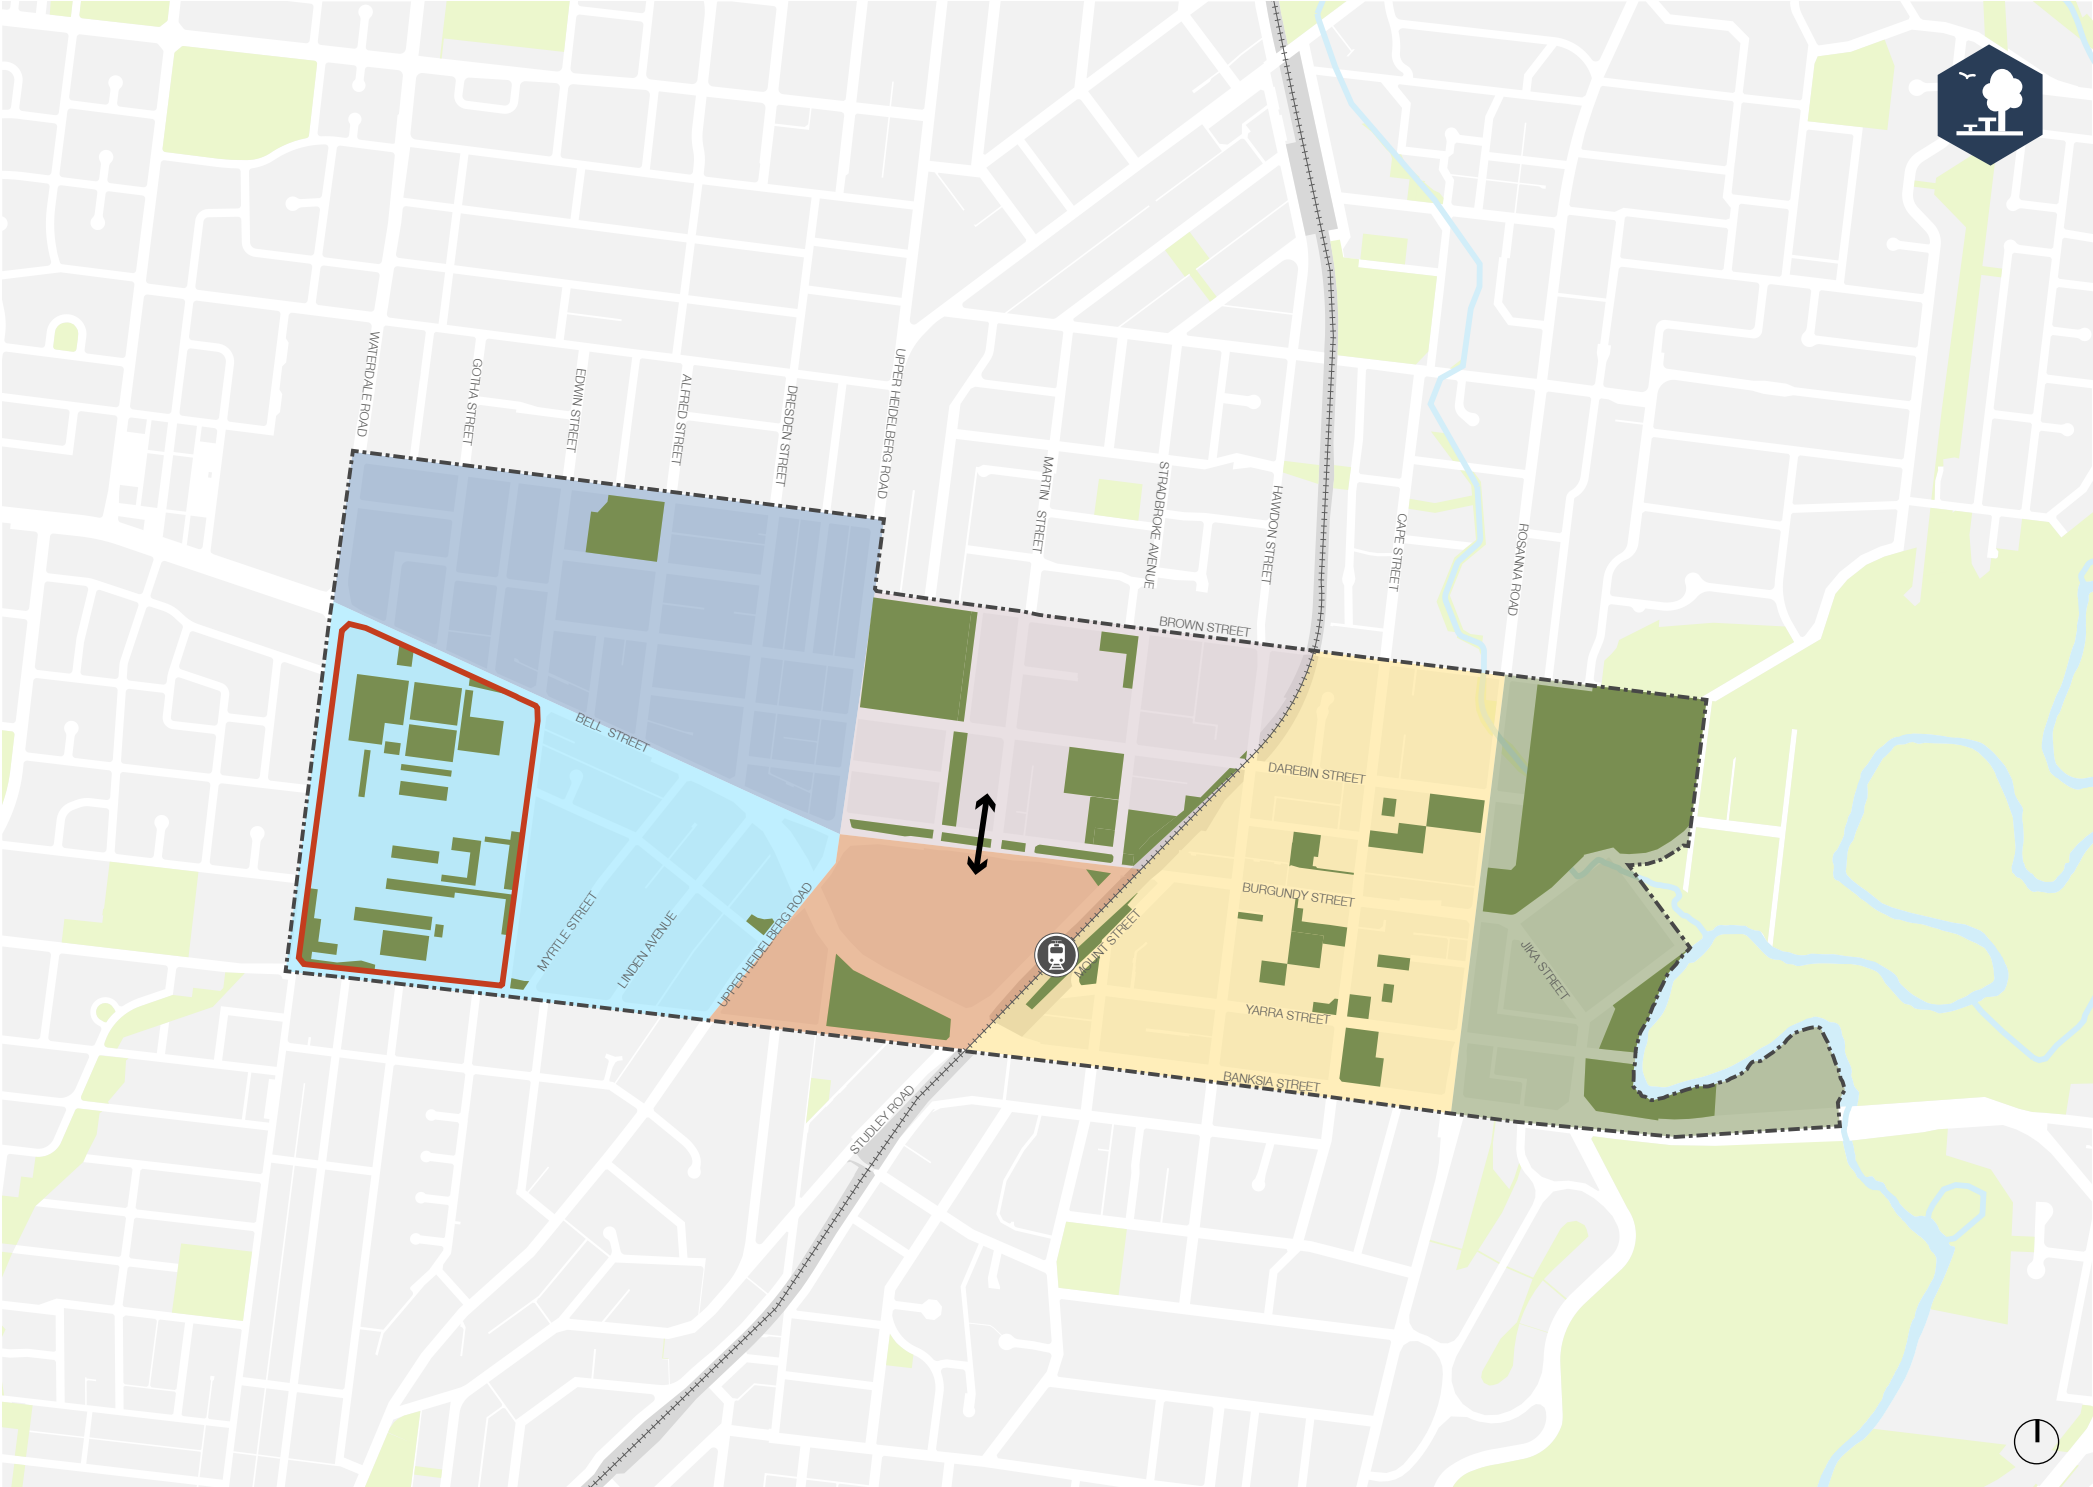 WATERDALE ROAD
GOTHA STREET
EDWIN STREET
ALFRED STREET
DRESDEN STREET
UPPER HEIDELBERG ROAD
MARTIN STREET
STRADBROKE AVENUE
HAWDON STREET
CAPE STREET
ROSANNA ROAD
BROWN STREET
BELL STREET
DAREBIN STREET
BURGUNDY STREET
MYRTLE STREET
LINDEN AVENUE
UPPER HEIDELBERG ROAD
MOUNT STREET
JIKA STREET
YARRA STREET
BANKSIA STREET
STUDLEY ROAD